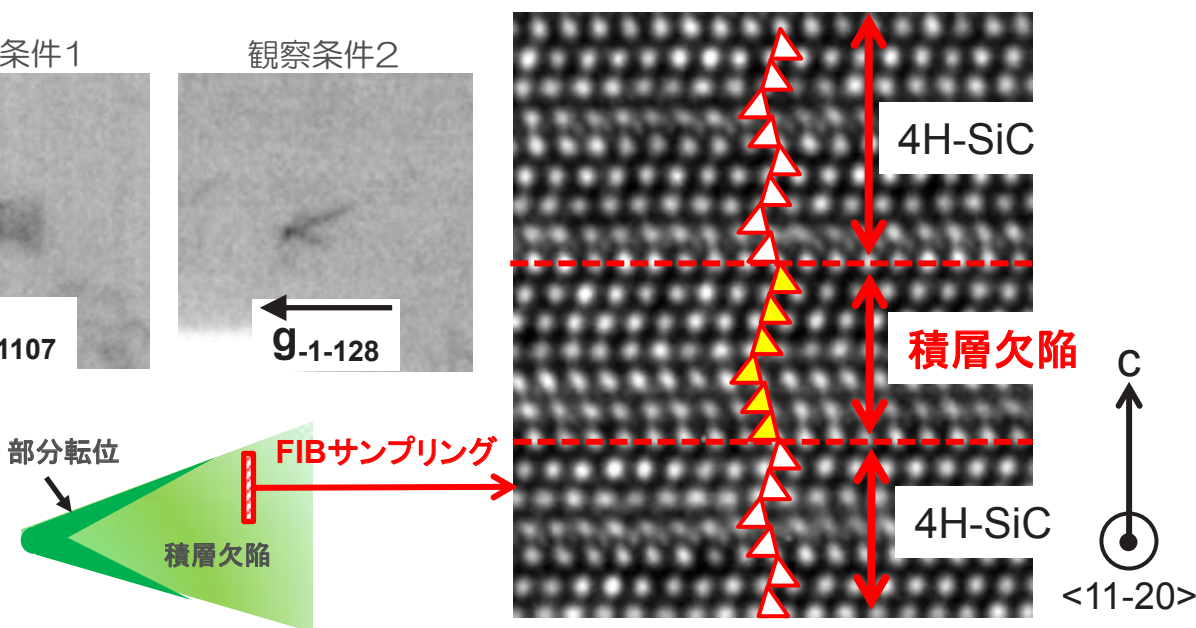 条件1
観察条件2
1107
g-1-128
部分転位
FIBサンプリング
積層欠陥
4H-SiC
積層欠陥
4H-SiC
c
<11-20>